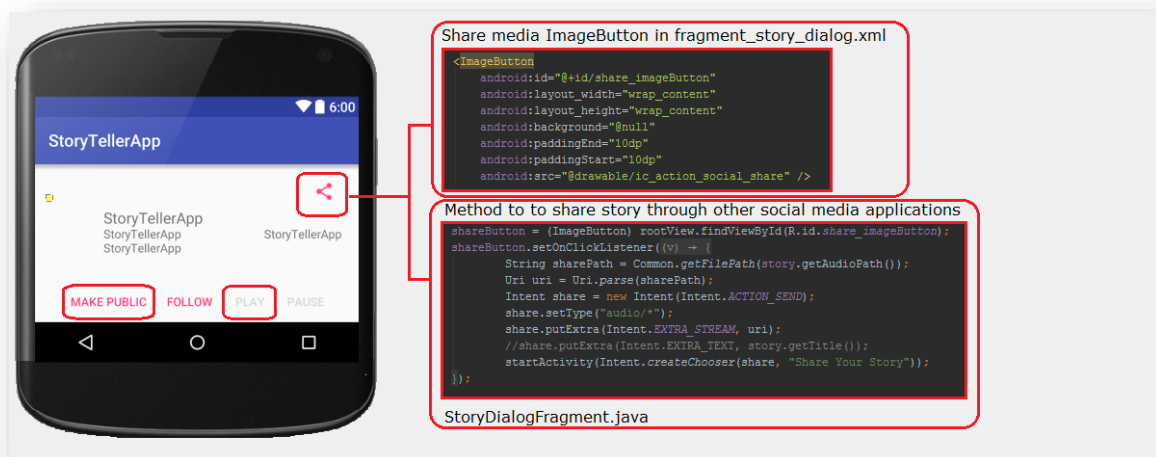 6:00
StoryTellerApp
StoryTellerApp
StoryTellerApp
StoryTellerApp
StoryTellerApp
MAKE PUBLIC FOLLOW PLAY PAUSE
Share media ImageButton in fragment_story_dialog.xml
<ImageButton
android:id="@+id/share_imageButton"
android:layout_width="wrap_content"
android:layout_height="wrap_content"
android:background="@null"
android:paddingEnd="10dp"
android:paddingStart="10dp"
android:src="@drawable/ic_action_social_share" />
Method to to share story through other social media applications
shareButton = (ImageButton) rootView.findViewById(R.id.share_imageButton);
shareButton.setOnClickListener((v) → {
String sharePath = Common.getFilePath(story.getAudioPath());
Uri uri = Uri.parse(sharePath);
Intent share = new Intent(Intent.ACTION_SEND);
share.setType("audio/*");
share.putExtra(Intent.EXTRA_STREAM, uri);
//share.putExtra(Intent.EXTRA_TEXT, story.getTitle());
startActivity(Intent.createChooser(share, "Share Your Story"));
});
StoryDialogFragment.java